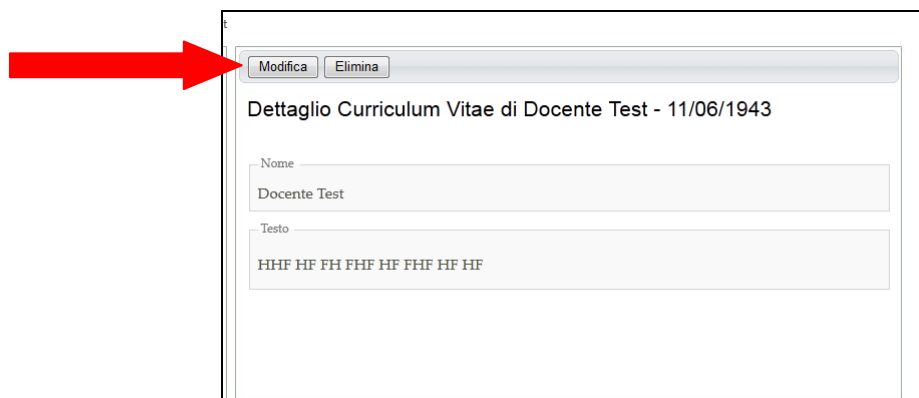 t
Modifica Elimina
Dettaglio Curriculum Vitae di Docente Test - 11/06/1943
Nome
Docente Test
Testo
HHF HF FH FHF HF FHF HF HF